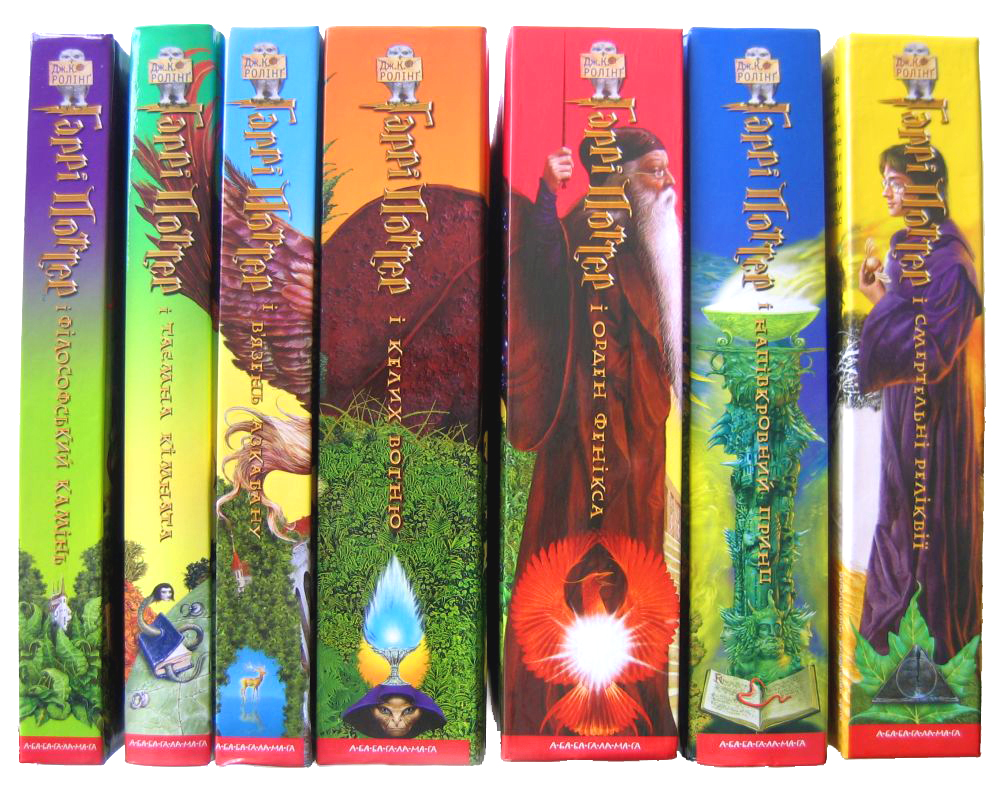 Дж.К.
РОЛІНГ
Гаррі Поттер
і філософський камінь
А-БА-БА-ГА-ЛА-МА-ГА
Дж.К.
РОЛІНГ
Гаррі Поттер
і таємна кімната
А-БА-БА-ГА-ЛА-МА-ГА
Дж.К.
РОЛІНГ
Гаррі Поттер
і в'язень Азкабану
А-БА-БА-ГА-ЛА-МА-ГА
Дж.К.
РОЛІНГ
Гаррі Поттер
і келих вогню
А-БА-БА-ГА-ЛА-МА-ГА
Дж.К.
РОЛІНГ
Гаррі Поттер
і Орден Фенікса
А-БА-БА-ГА-ЛА-МА-ГА
Дж.К.
РОЛІНГ
Гаррі Поттер
і напівкровний принц
А-БА-БА-ГА-ЛА-МА-ГА
Дж.К.
РОЛІНГ
Гаррі Поттер
і смертельні реліквії
А-БА-БА-ГА-ЛА-МА-ГА